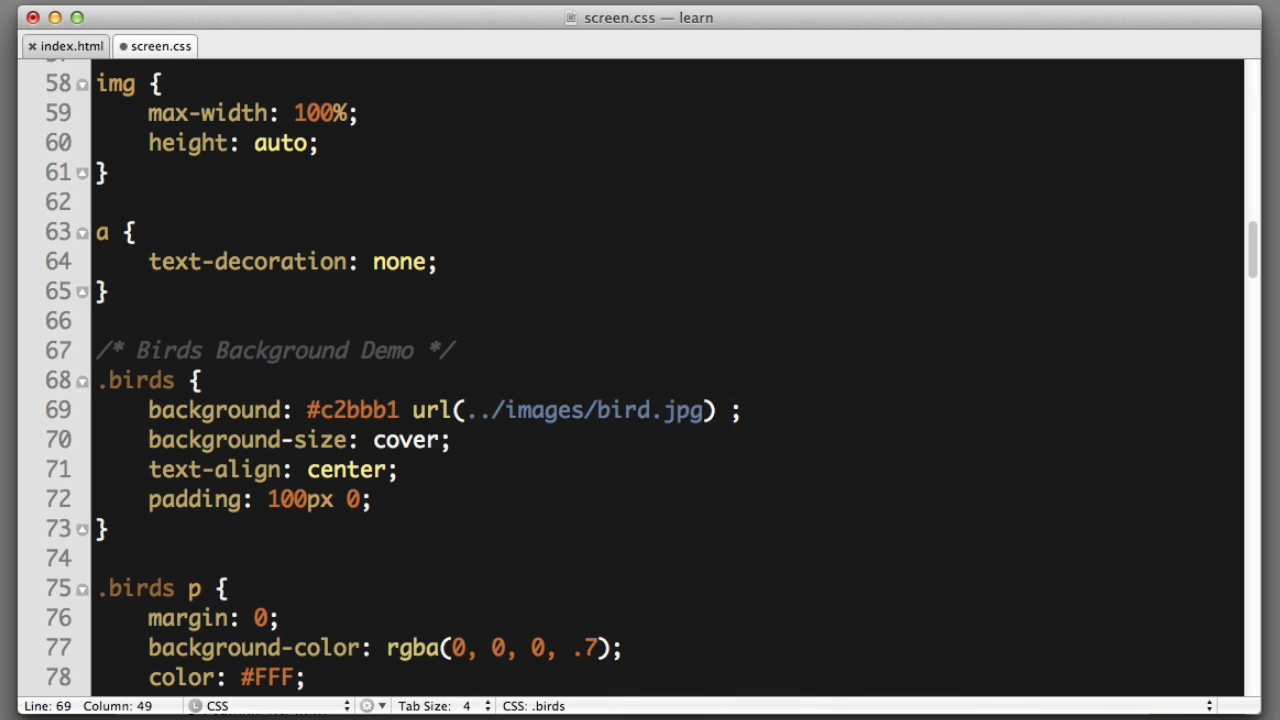 screen.css — learn
index.html
screen.css
58 img {
59     max-width: 100%;
60     height: auto;
61 }
62
63 a {
64     text-decoration: none;
65 }
66
67 /* Birds Background Demo */
68 .birds {
69     background: #c2bbb1 url(../images/bird.jpg) ;
70     background-size: cover;
71     text-align: center;
72     padding: 100px 0;
73 }
74
75 .birds p {
76     margin: 0;
77     background-color: rgba(0, 0, 0, .7);
78     color: #FFF;
Line: 69 Column: 49 L CSS Tab Size: 4 CSS: .birds